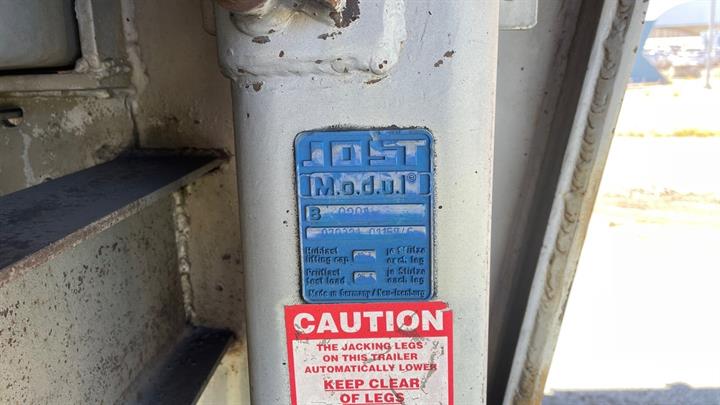 JOST
Modul®
B 0204
Hublast je Stütze
lifting cap. each leg
Prüflast je Stütze
test load each leg
Made in Germany / Neu-Isenburg
CAUTION
THE JACKING LEGS
ON THIS TRAILER
AUTOMATICALLY LOWER
KEEP CLEAR
OF LEGS